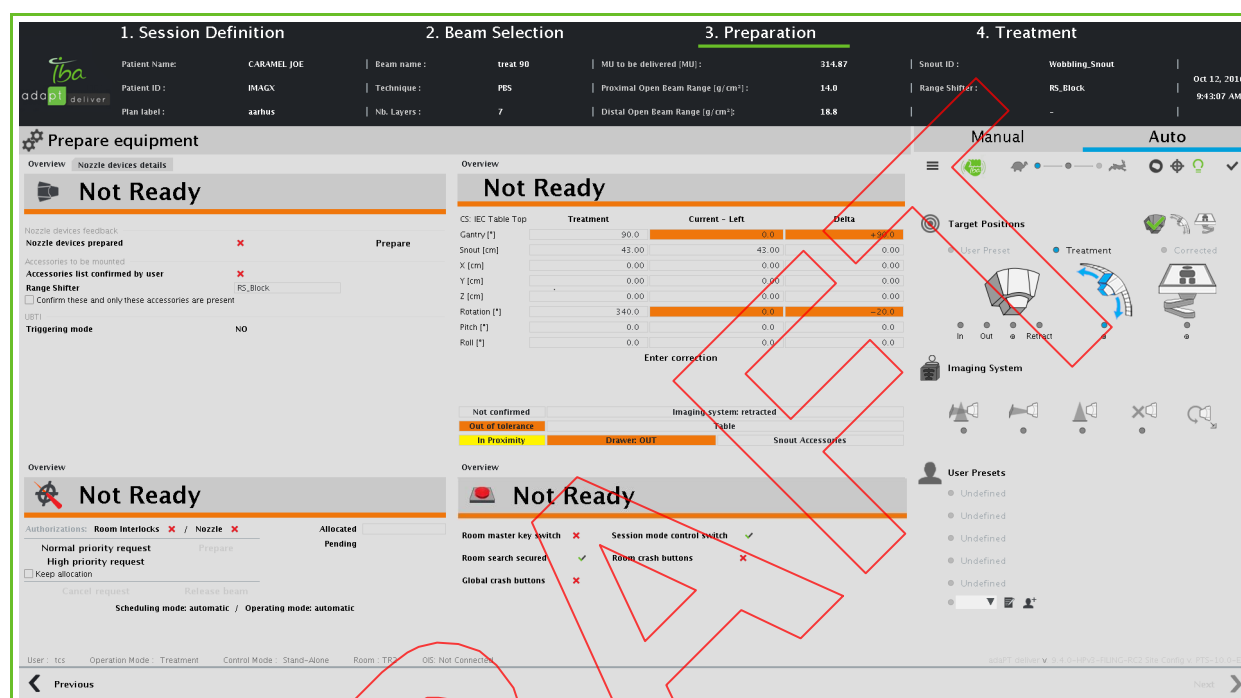 1. Session Definition 2. Beam Selection 3. Preparation 4. Treatment
iba
adapt deliver
Patient Name: CARAMEL JOE | Beam name : treat 90 | MU to be delivered [MU] : 314.87 | Snout ID : Wobbling_Snout |
Patient ID : IMAGX | Technique : PBS | Proximal Open Beam Range [g/cm²] : 14.0 | Range Shifter : RS_Block |
Plan label : aarhus | Nb. Layers : 7 | Distal Open Beam Range [g/cm²]: 18.8 | - |
Oct 12, 2016
9:43:07 AM
Prepare equipment
Manual Auto
Overview Nozzle devices details
Not Ready
Nozzle devices feedback
Nozzle devices prepared Prepare
Accessories to be mounted
Accessories list confirmed by user
Range Shifter RS_Block
Confirm these and only these accessories are present
UBTI
Triggering mode NO
Overview
Not Ready
CS: IEC Table Top Treatment Current - Left Delta
Gantry [°] 90.0 0.0 +90.0
Snout [cm] 43.00 43.00 0.00
X [cm] 0.00 0.00 0.00
Y [cm] 0.00 0.00 0.00
Z [cm] 0.00 0.00 0.00
Rotation [°] 340.0 0.0 -20.0
Pitch [°] 0.0 0.0 0.0
Roll [°] 0.0 0.0 0.0
Enter correction
Not confirmed Imaging system: retracted
Out of tolerance Table
In Proximity Drawer: OUT Snout Accessories
Target Positions
User Preset Treatment Corrected
In Out Retract
Imaging System
User Presets
Undefined
Undefined
Undefined
Undefined
Undefined
Overview
Not Ready
Authorizations: Room Interlocks / Nozzle Allocated
Pending
Normal priority request Prepare
High priority request
Keep allocation
Cancel request Release beam
Scheduling mode: automatic / Operating mode: automatic
Overview
Not Ready
Room master key switch Session mode control switch
Room search secured Room crash buttons
Global crash buttons
User : tcs Operation Mode : Treatment Control Mode : Stand-Alone Room : TR2 OIS: Not Connected
Previous Next